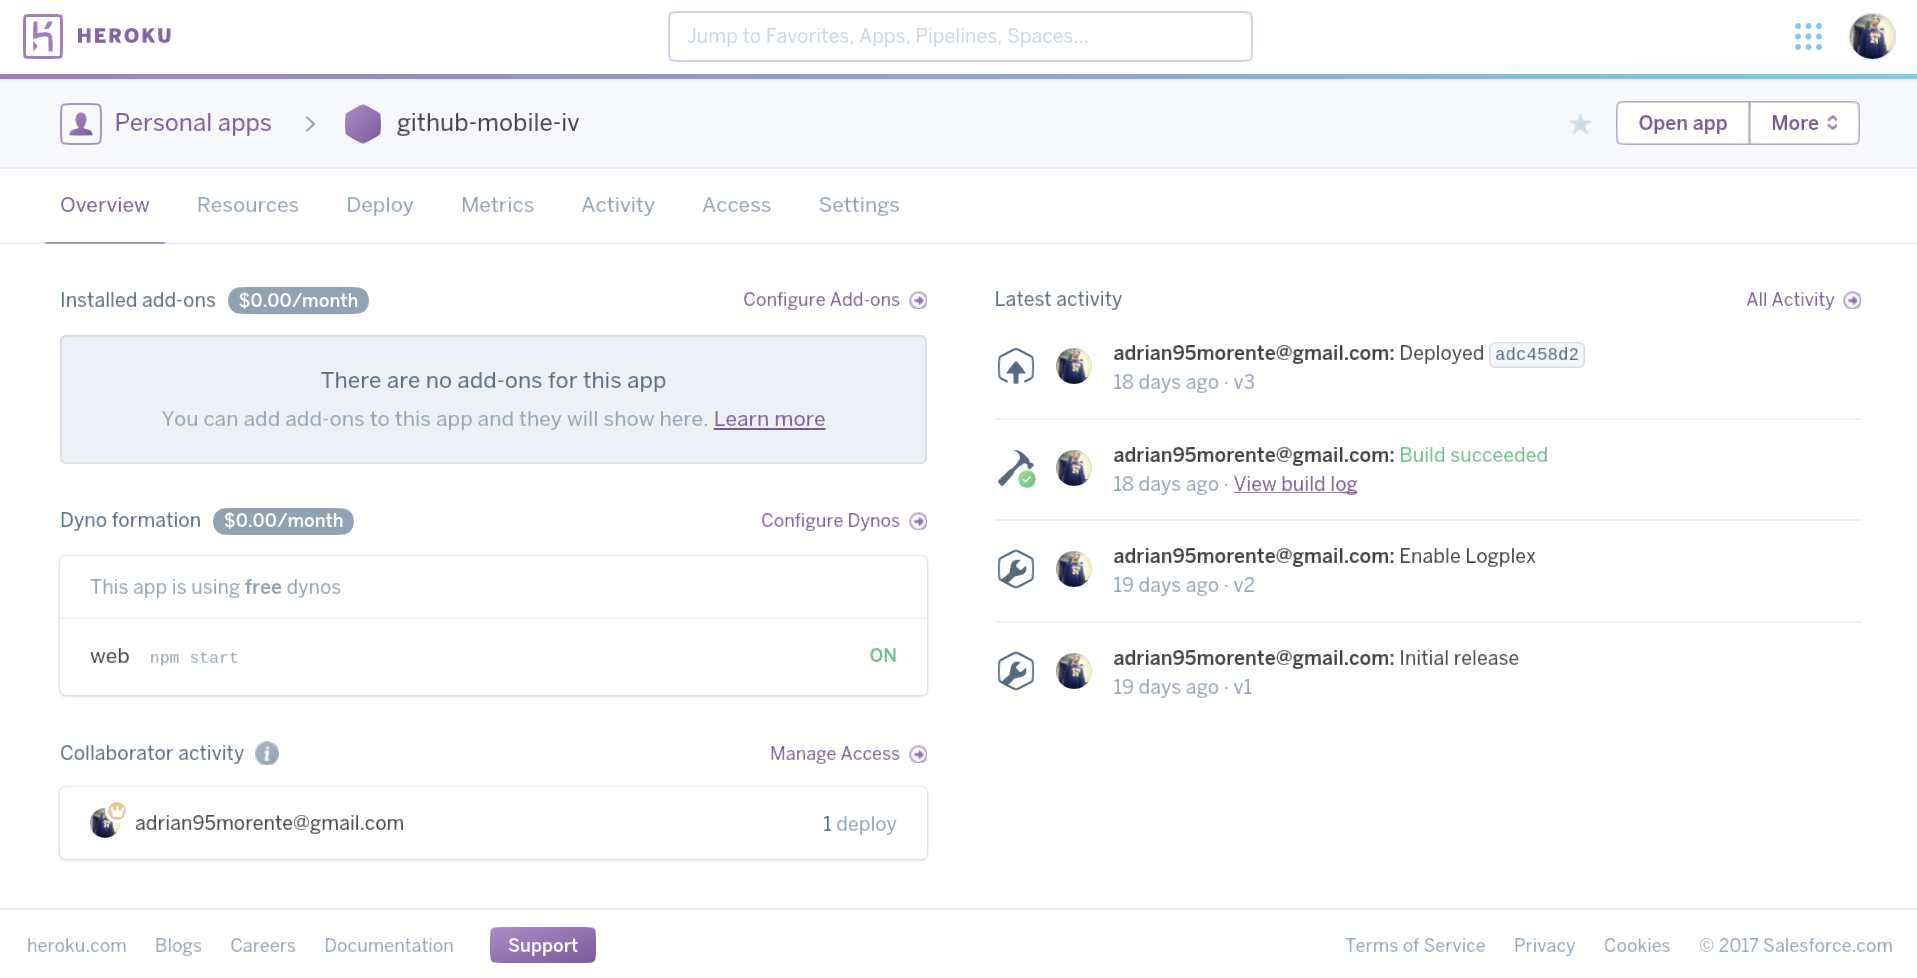 HEROKU
Jump to Favorites, Apps, Pipelines, Spaces...
Personal apps
github-mobile-iv
Open app
More
Overview
Resources
Deploy
Metrics
Activity
Access
Settings
Installed add-ons $0.00/month
Configure Add-ons
There are no add-ons for this app
You can add add-ons to this app and they will show here. Learn more
Dyno formation $0.00/month
Configure Dynos
This app is using free dynos
web npm start
ON
Collaborator activity
Manage Access
adrian95morente@gmail.com
1 deploy
Latest activity
All Activity
adrian95morente@gmail.com: Deployed adc458d2
18 days ago · v3
adrian95morente@gmail.com: Build succeeded
18 days ago · View build log
adrian95morente@gmail.com: Enable Logplex
19 days ago · v2
adrian95morente@gmail.com: Initial release
19 days ago · v1
heroku.com
Blogs
Careers
Documentation
Support
Terms of Service
Privacy
Cookies
© 2017 Salesforce.com